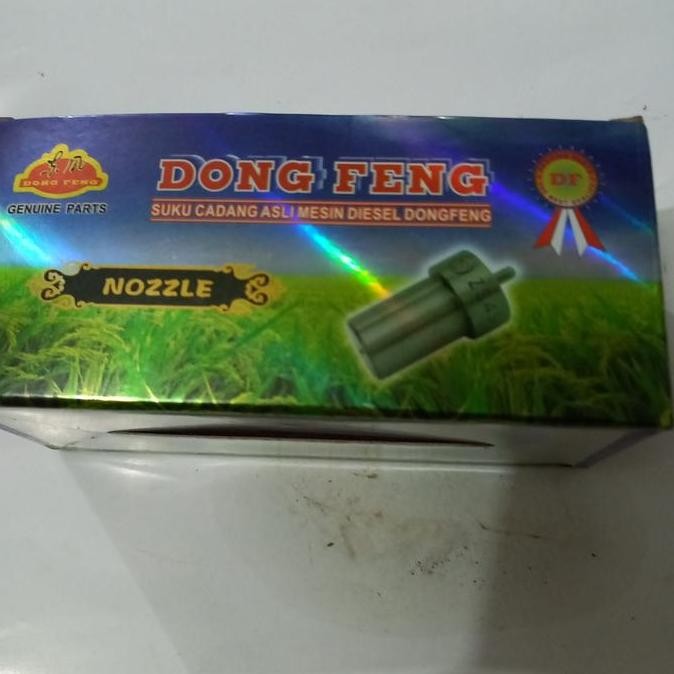 DONG FENG
GENUINE PARTS
DONG FENG
SUKU CADANG ASLI MESIN DIESEL DONGFENG
DF
NOZZLE